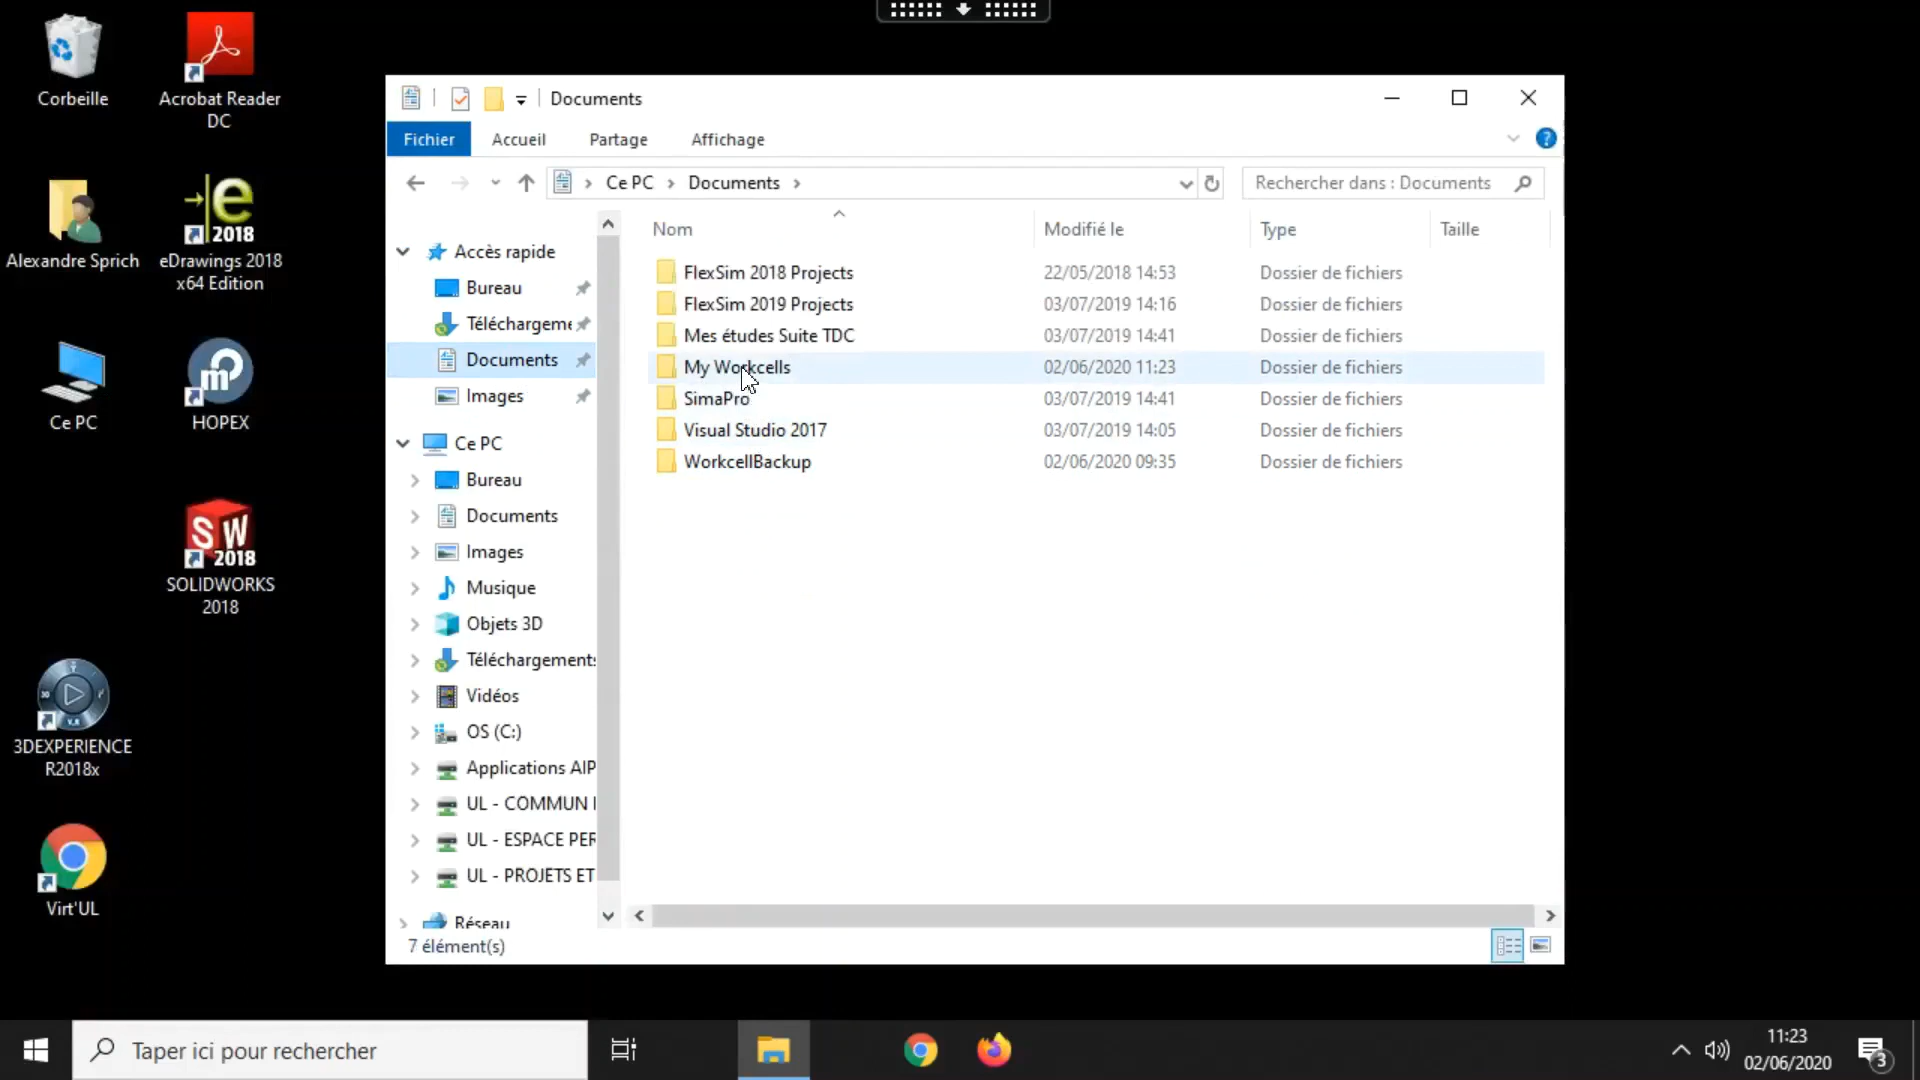 Corbeille
Acrobat Reader
DC
Alexandre Sprich
2018
eDrawings 2018
x64 Edition
Ce PC
HOPEX
SW
2018
SOLIDWORKS
2018
3DEXPERIENCE
R2018x
Virt'UL
Documents
Fichier
Accueil
Partage
Affichage
Ce PC
Documents
Rechercher dans : Documents
Nom
Modifié le
Type
Taille
Accès rapide
Bureau
Téléchargeme
Documents
Images
Ce PC
Bureau
Documents
Images
Musique
Objets 3D
Téléchargements
Vidéos
OS (C:)
Applications AIP
UL - COMMUN
UL - ESPACE PER
UL - PROJETS ET
Réseau
FlexSim 2018 Projects 22/05/2018 14:53 Dossier de fichiers
FlexSim 2019 Projects 03/07/2019 14:16 Dossier de fichiers
Mes études Suite TDC 03/07/2019 14:41 Dossier de fichiers
My Workcells 02/06/2020 11:23 Dossier de fichiers
SimaPro 03/07/2019 14:41 Dossier de fichiers
Visual Studio 2017 03/07/2019 14:05 Dossier de fichiers
WorkcellBackup 02/06/2020 09:35 Dossier de fichiers
7 élément(s)
Taper ici pour rechercher
11:23
02/06/2020
3